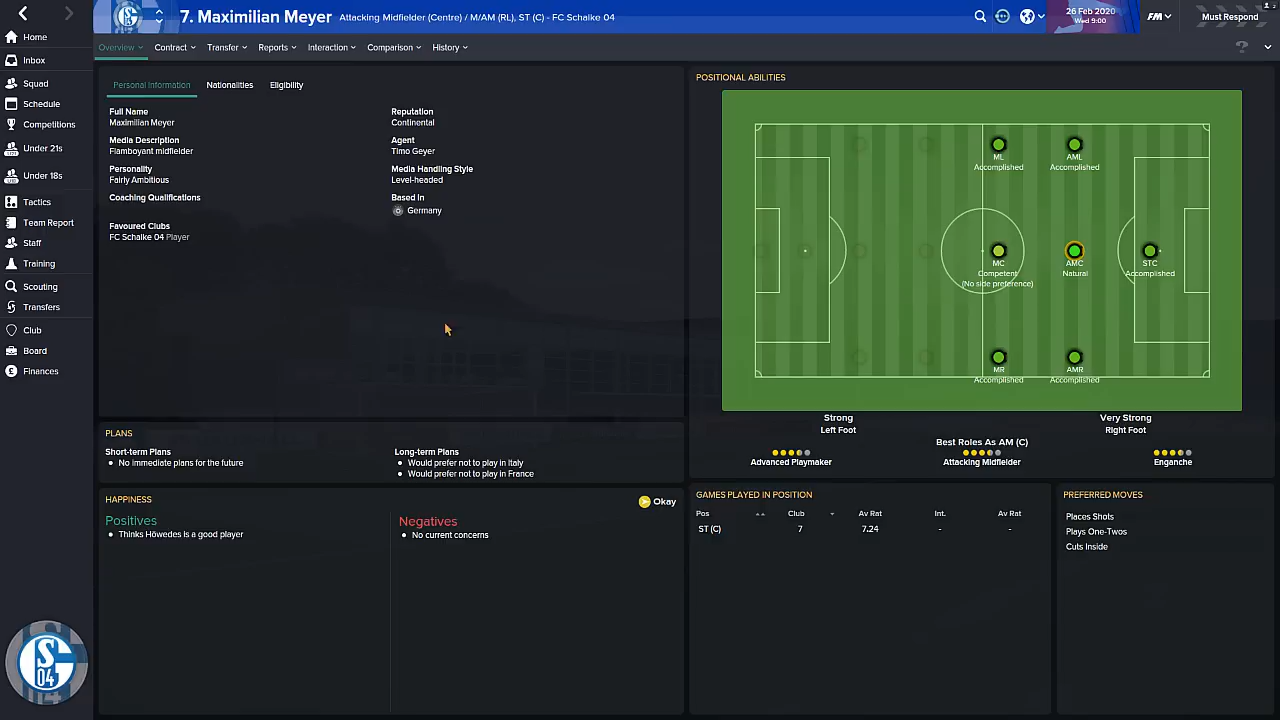 7. Maximilian Meyer
Attacking Midfielder (Centre) / M/AM (RL), ST (C) - FC Schalke 04
26 Feb 2020
Wed 9:00
FM
Must Respond
Home
Inbox
Squad
Schedule
Competitions
Under 21s
Under 18s
Tactics
Team Report
Staff
Training
Scouting
Transfers
Club
Board
Finances
S
04
Overview
Contract
Transfer
Reports
Interaction
Comparison
History
Personal Information
Nationalities
Eligibility
Full Name
Maximilian Meyer
Reputation
Continental
Media Description
Flamboyant midfielder
Agent
Timo Geyer
Personality
Fairly Ambitious
Media Handling Style
Level-headed
Coaching Qualifications
Based In
Germany
Favoured Clubs
FC Schalke 04 Player
PLANS
Short-term Plans
No immediate plans for the future
Long-term Plans
Would prefer not to play in Italy
Would prefer not to play in France
HAPPINESS
Okay
Positives
Thinks Höwedes is a good player
Negatives
No current concerns
POSITIONAL ABILITIES
ML
Accomplished
AML
Accomplished
MC
Competent
(No side preference)
AMC
Natural
STC
Accomplished
MR
Accomplished
AMR
Accomplished
Strong
Left Foot
Very Strong
Right Foot
Best Roles As AM (C)
Advanced Playmaker
Attacking Midfielder
Enganche
GAMES PLAYED IN POSITION
Pos Club Av Rat Int. Av Rat
ST (C) 7 7.24 - -
PREFERRED MOVES
Places Shots
Plays One-Twos
Cuts Inside